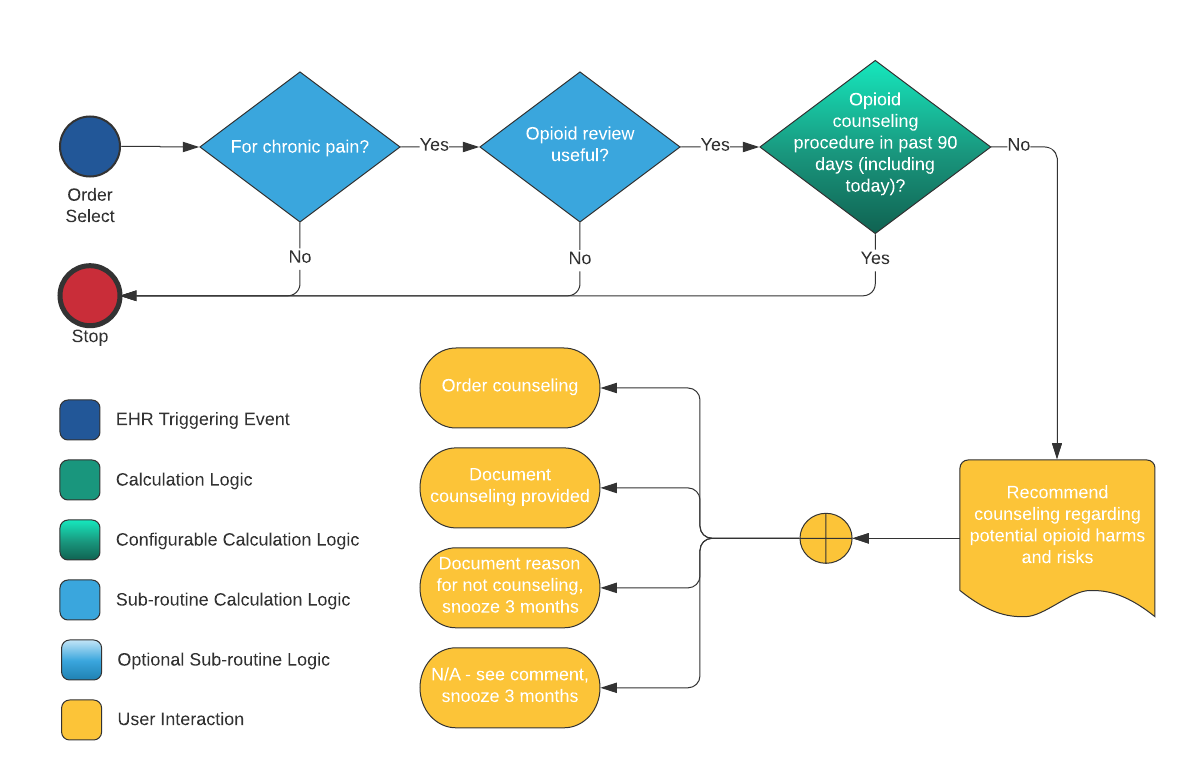 For chronic pain?
Yes
Opioid review
useful?
Yes
Opioid
counseling
procedure in past 90
days (including
today)?
No
Order
Select
No
No
Yes
Stop
Order counseling
Document
counseling provided
Document reason
for not counseling,
snooze 3 months
N/A - see comment,
snooze 3 months
Recommend
counseling regarding
potential opioid harms
and risks
EHR Triggering Event
Calculation Logic
Configurable Calculation Logic
Sub-routine Calculation Logic
Optional Sub-routine Logic
User Interaction